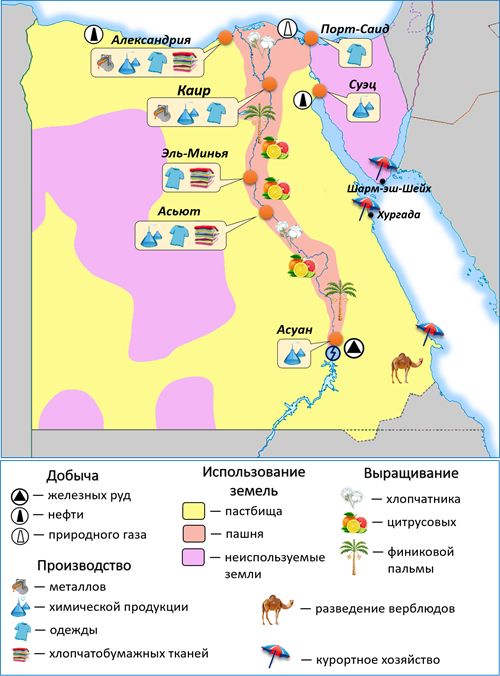 Александрия
Порт-Саид
Каир
Суэц
Эль-Минья
Шарм-эш-Шейх
Асьют
Хургада
Асуан
Добыча
— железных руд
— нефти
— природного газа
Производство
— металлов
— химической продукции
— одежды
— хлопчатобумажных тканей
Использование
земель
— пастбища
— пашня
— неиспользуемые
земли
Выращивание
— хлопчатника
— цитрусовых
— финиковой
пальмы
— разведение верблюдов
— курортное хозяйство